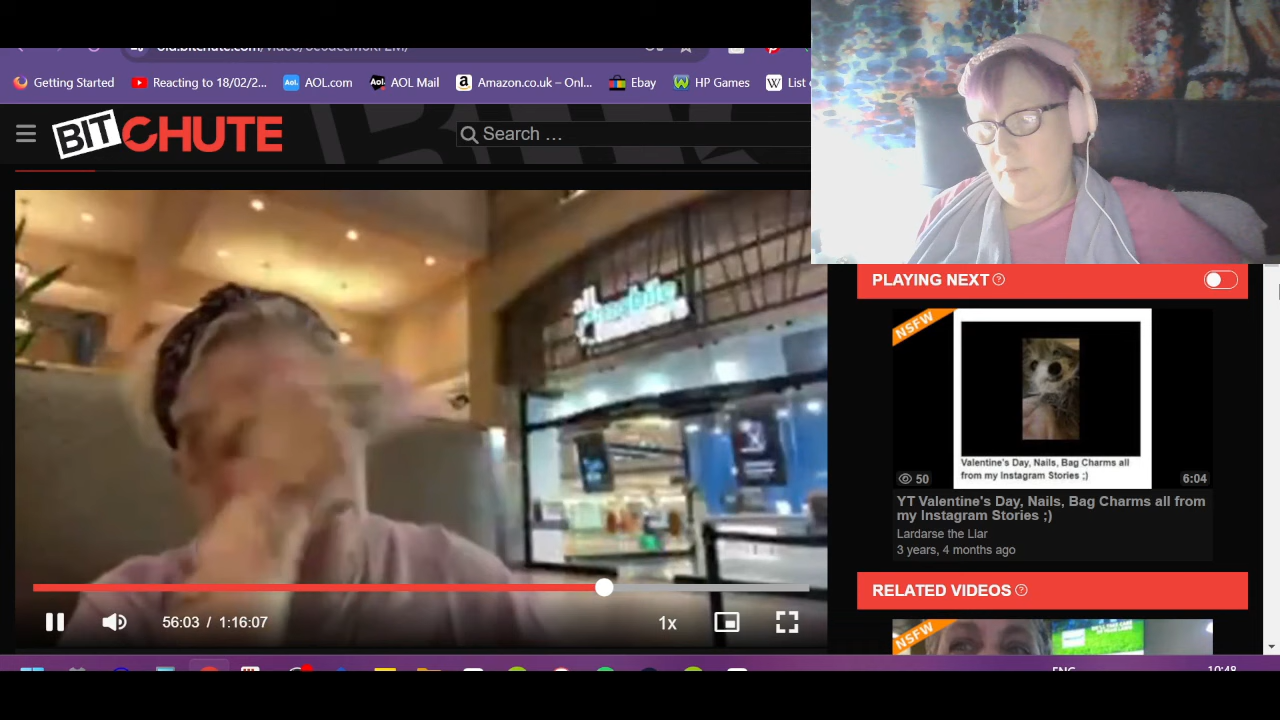 Getting Started
Reacting to 18/02/2...
AOL.com
AOL Mail
Amazon.co.uk – Onl...
Ebay
HP Games
List
BITCHUTE
Search ...
PLAYING NEXT
NSFW
Valentine's Day, Nails, Bag Charms all
from my Instagram Stories ;)
50
6:04
YT Valentine's Day, Nails, Bag Charms all from
my Instagram Stories ;)
Lardarse the Liar
3 years, 4 months ago
RELATED VIDEOS
NSFW
all
mobile
56:03 / 1:16:07
1x